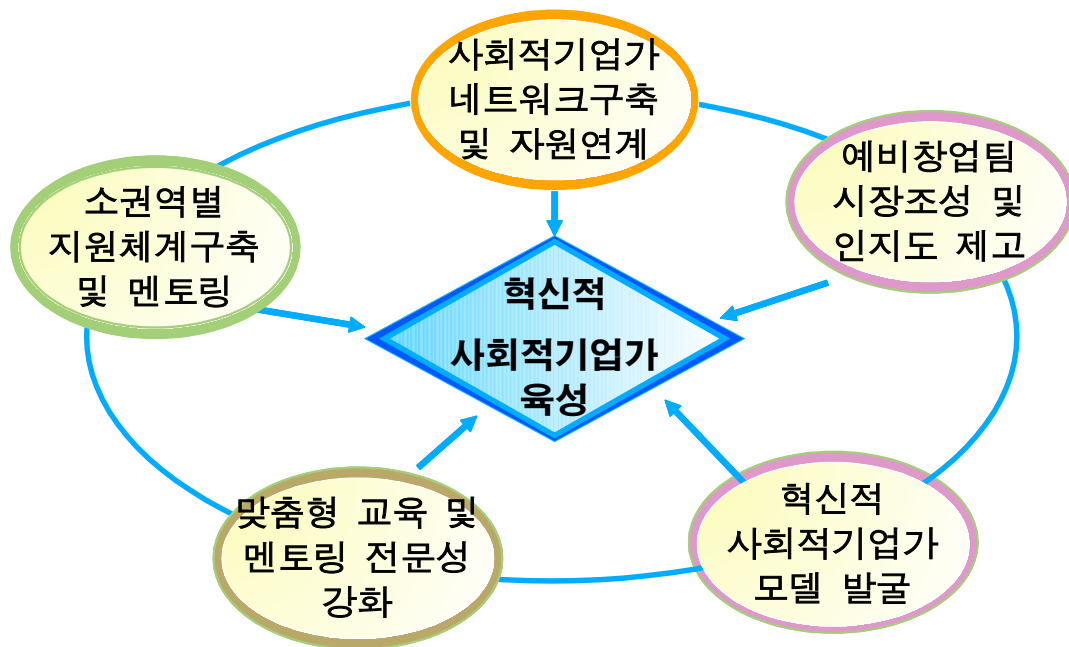 사회적기업가
네트워크구축
및 자원연계
예비창업팀
시장조성 및
인지도 제고
소권역별
지원체계구축
및 멘토링
혁신적
사회적기업가
육성
맞춤형 교육 및
멘토링 전문성
강화
혁신적
사회적기업가
모델 발굴